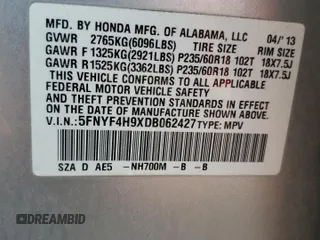 MFD. BY HONDA MFG. OF ALABAMA, LLC 04/'13
GVWR 2765KG(6096LBS) TIRE SIZE RIM SIZE
GAWR F 1325KG(2921LBS) P235/60R18 102T 18X7.5J
GAWR R1525KG(3362LBS) P235/60R18 102T 18X7.5J
THIS VEHICLE CONFORMS TO ALL APPLICABLE
FEDERAL MOTOR VEHICLE SAFETY AND
THEFT PREVENTION STANDARDS IN EFFECT ON THE
DATE OF MANUFACTURE SHOWN ABOVE.
V.I.N.:5FNYF4H9XDB062427 TYPE: MPV
SZA D AE5 -NH700M -B -B
DREAMBID